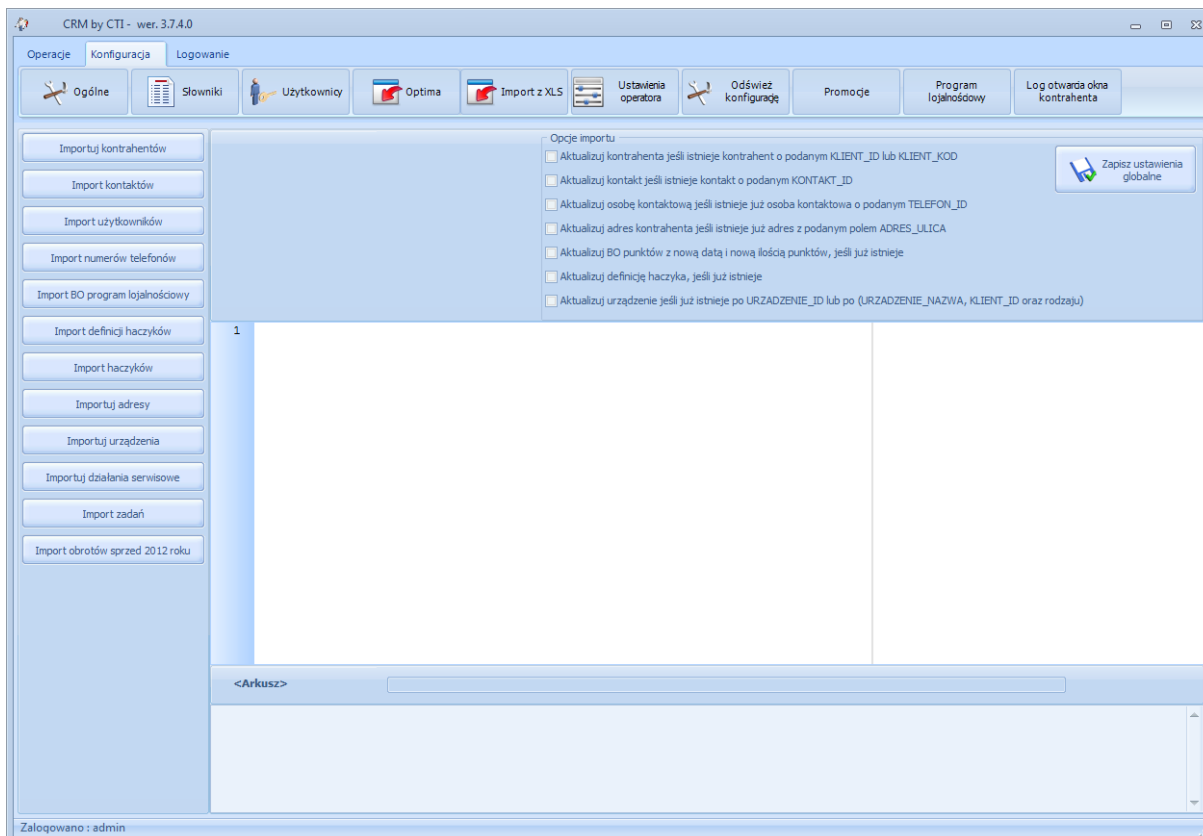 CRM by CTI - wer. 3.7.4.0
Operacje Konfiguracja Logowanie
Ogólne
Słowniki
Użytkownicy
Optima
Import z XLS
Ustawienia
operatora
Odśwież
konfigurację
Promocje
Program
lojalnościowy
Log otwarcia okna
kontrahenta
Importuj kontrahentów
Import kontaktów
Import użytkowników
Import numerów telefonów
Import BO program lojalnościowy
Import definicji haczyków
Import haczyków
Importuj adresy
Importuj urządzenia
Importuj działania serwisowe
Import zadań
Import obrotów sprzed 2012 roku
Opcje importu
Aktualizuj kontrahenta jeśli istnieje kontrahent o podanym KLIENT_ID lub KLIENT_KOD
Aktualizuj kontakt jeśli istnieje kontakt o podanym KONTAKT_ID
Aktualizuj osobę kontaktową jeśli istnieje już osoba kontaktowa o podanym TELEFON_ID
Aktualizuj adres kontrahenta jeśli istnieje już adres z podanym polem ADRES_ULICA
Aktualizuj BO punktów z nową datą i nową ilością punktów, jeśli już istnieje
Aktualizuj definicję haczyka, jeśli już istnieje
Aktualizuj urządzenie jeśli już istnieje po URZADZENIE_ID lub po (URZADZENIE_NAZWA, KLIENT_ID oraz rodzaju)
Zapisz ustawienia
globalne
1
<Arkusz>
Zalogowano : admin